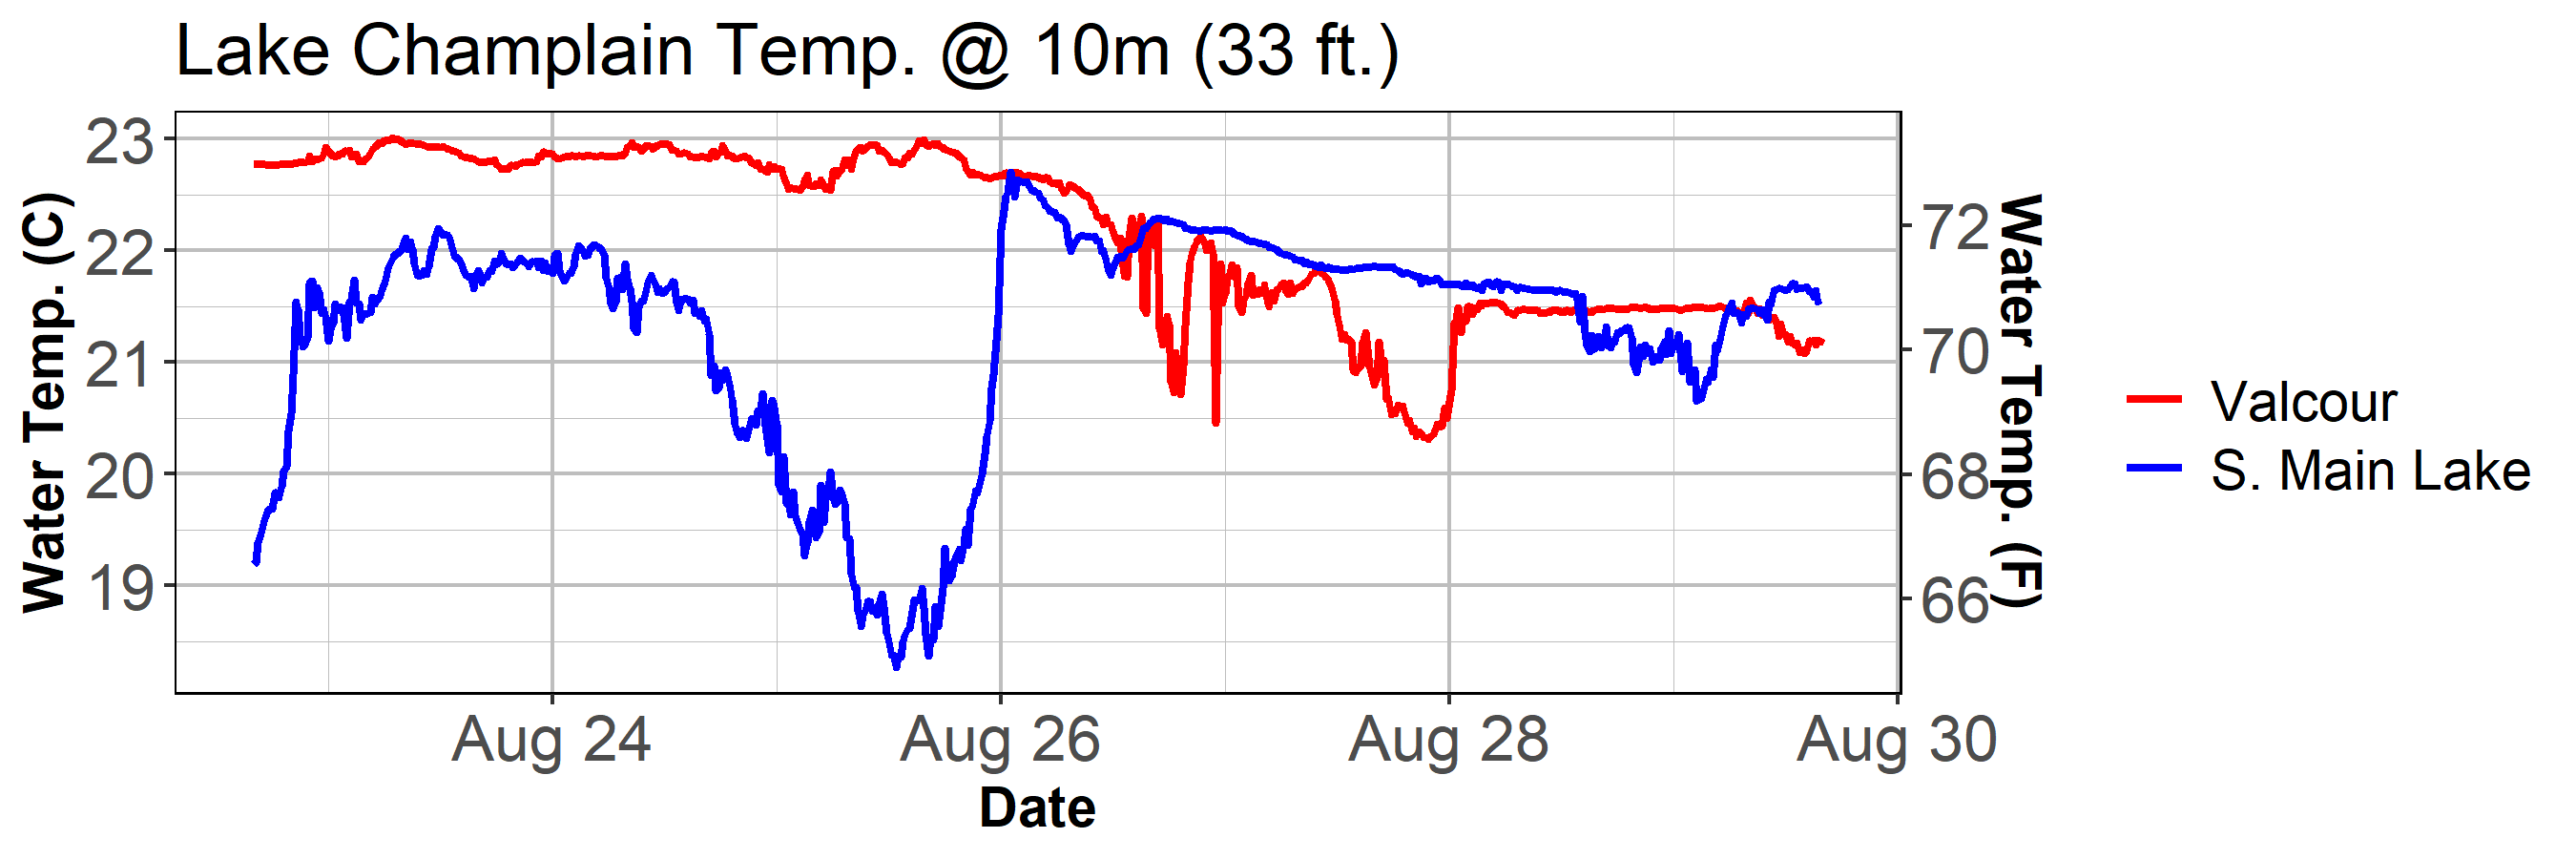 Lake Champlain Temp. @ 10m (33 ft.)
Water Temp. (C)
23
22
21
20
19
72
70
68
66
Water Temp. (F)
Aug 24
Aug 26
Aug 28
Aug 30
Date
Valcour
S. Main Lake